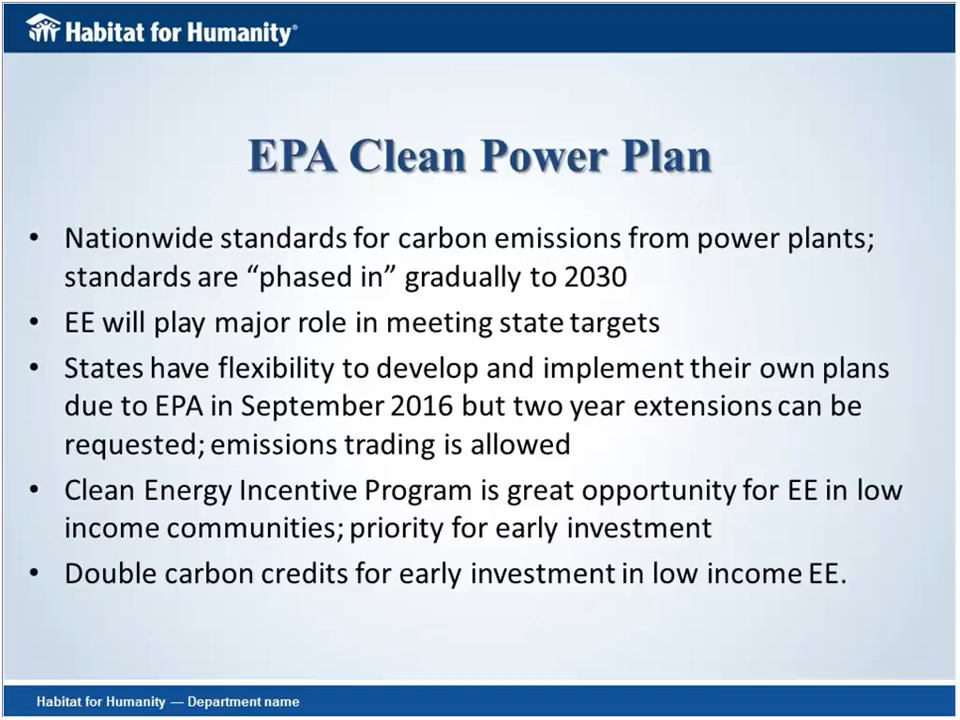 Habitat for Humanity®
EPA Clean Power Plan
• Nationwide standards for carbon emissions from power plants;
standards are “phased in” gradually to 2030
• EE will play major role in meeting state targets
• States have flexibility to develop and implement their own plans
due to EPA in September 2016 but two year extensions can be
requested; emissions trading is allowed
• Clean Energy Incentive Program is great opportunity for EE in low
income communities; priority for early investment
• Double carbon credits for early investment in low income EE.
Habitat for Humanity — Department name